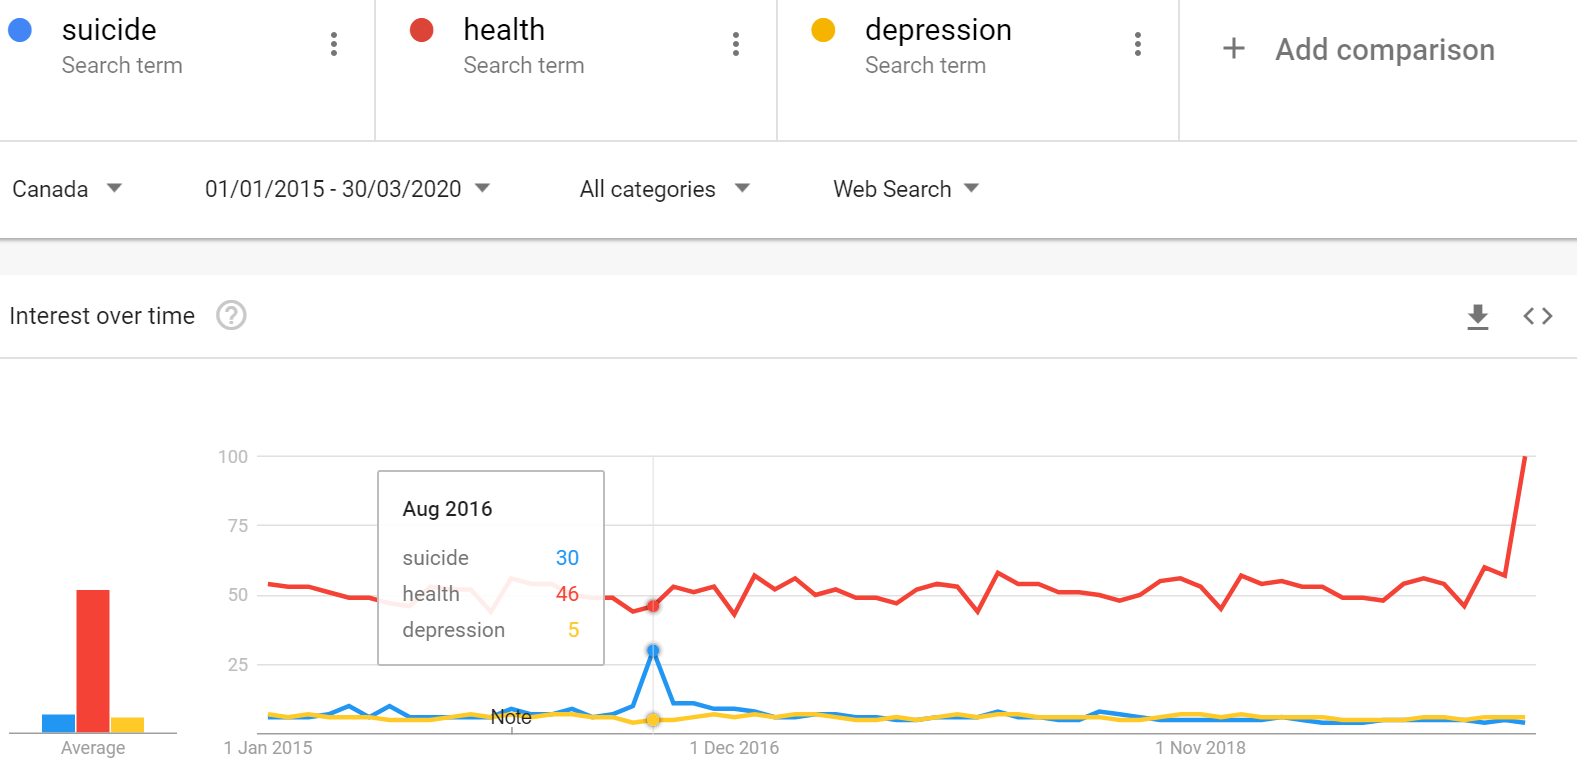 suicide
Search term
health
Search term
depression
Search term
+ Add comparison
Canada
01/01/2015 - 30/03/2020
All categories
Web Search
Interest over time
?
100
75
50
25
Aug 2016
suicide 30
health 46
depression 5
Note
Average
1 Jan 2015
1 Dec 2016
1 Nov 2018